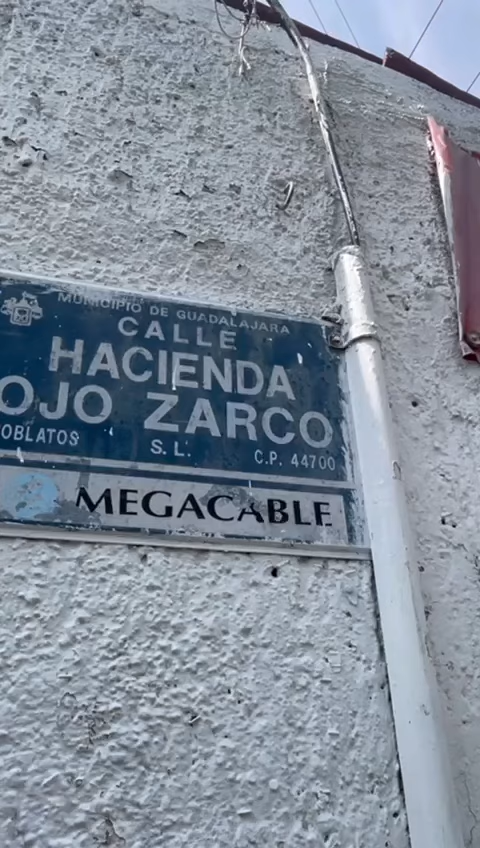 MUNICIPIO DE GUADALAJARA
CALLE
HACIENDA
OJO ZARCO
OBLATOS S. L. C.P. 44700
MEGACABLE